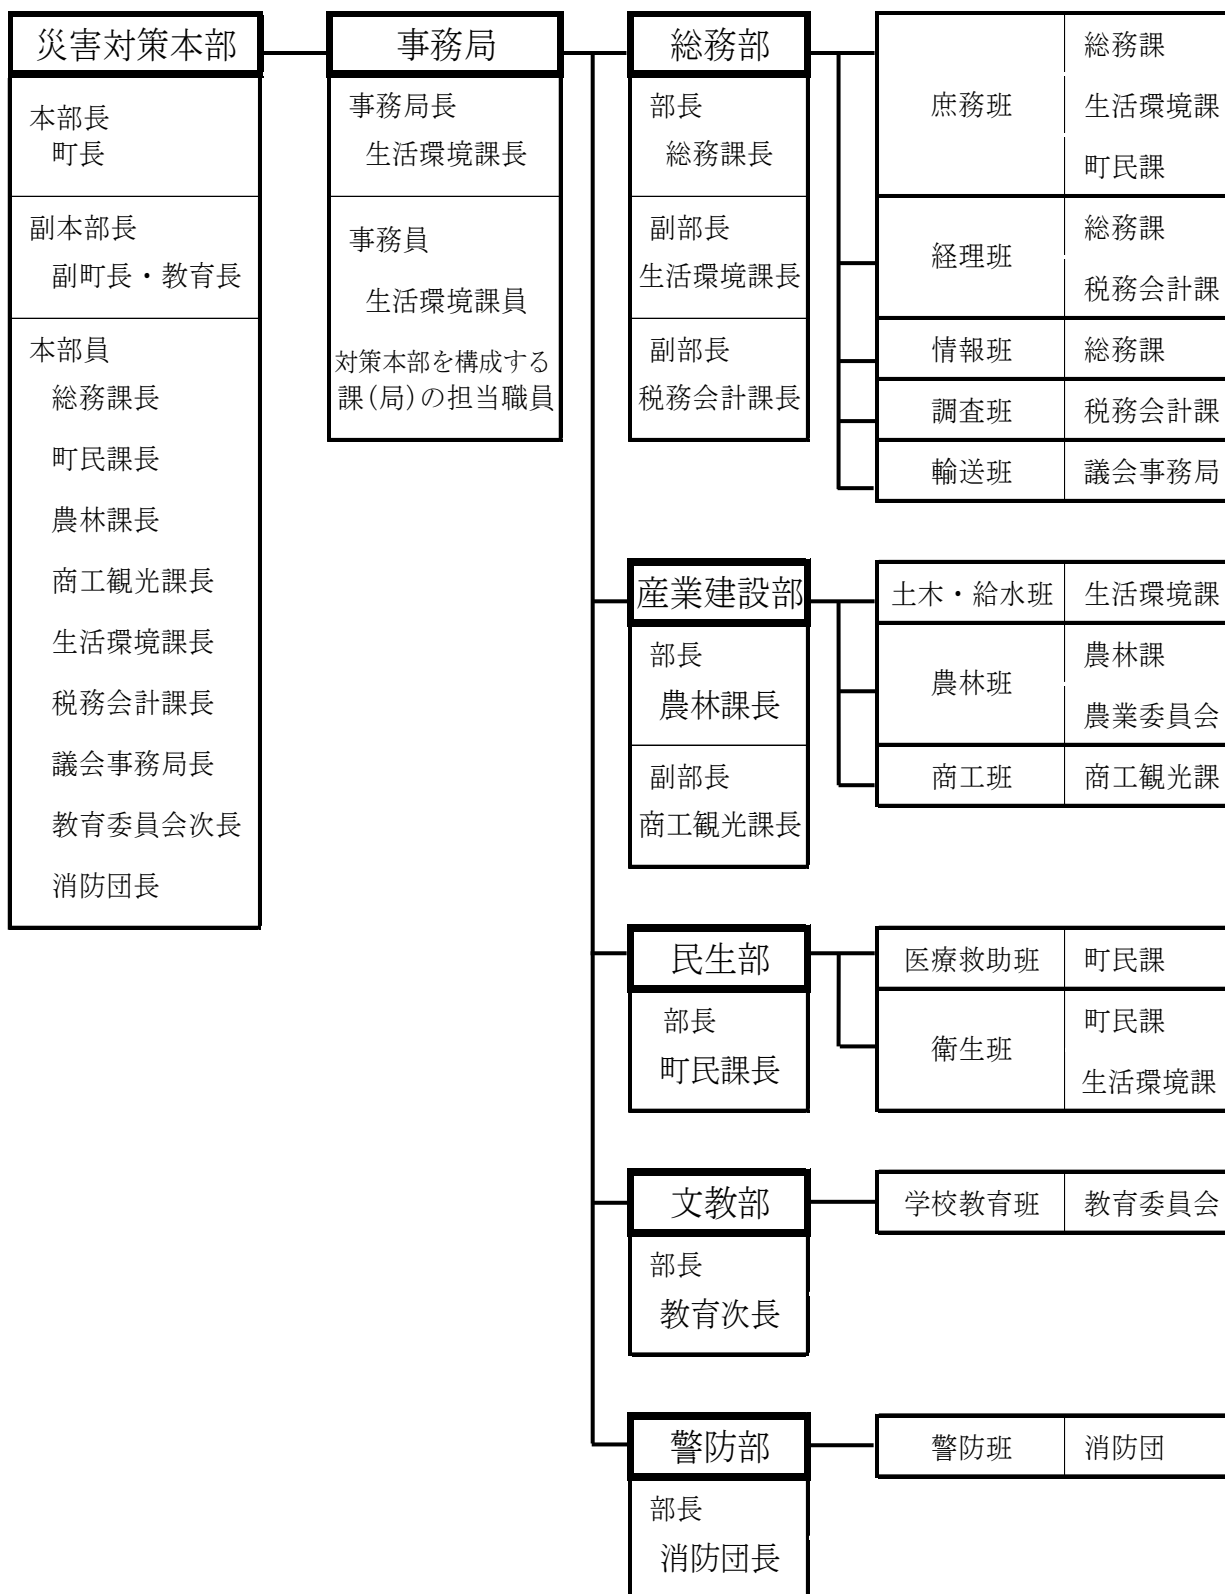 災害対策本部
本部長
町長
副本部長
副町長・教育長
本部員
総務課長
町民課長
農林課長
商工観光課長
生活環境課長
税務会計課長
議会事務局長
教育委員会次長
消防団長
事務局
事務局長
生活環境課長
事務員
生活環境課員
対策本部を構成する
課(局)の担当職員
総務部
部長
総務課長
副部長
生活環境課長
副部長
税務会計課長
庶務班
総務課
生活環境課
町民課
経理班
総務課
税務会計課
情報班
総務課
調査班
税務会計課
輸送班
議会事務局
産業建設部
部長
農林課長
副部長
商工観光課長
土木・給水班
生活環境課
農林班
農林課
農業委員会
商工班
商工観光課
民生部
部長
町民課長
医療救助班
町民課
衛生班
町民課
生活環境課
文教部
部長
教育次長
学校教育班
教育委員会
警防部
部長
消防団長
警防班
消防団